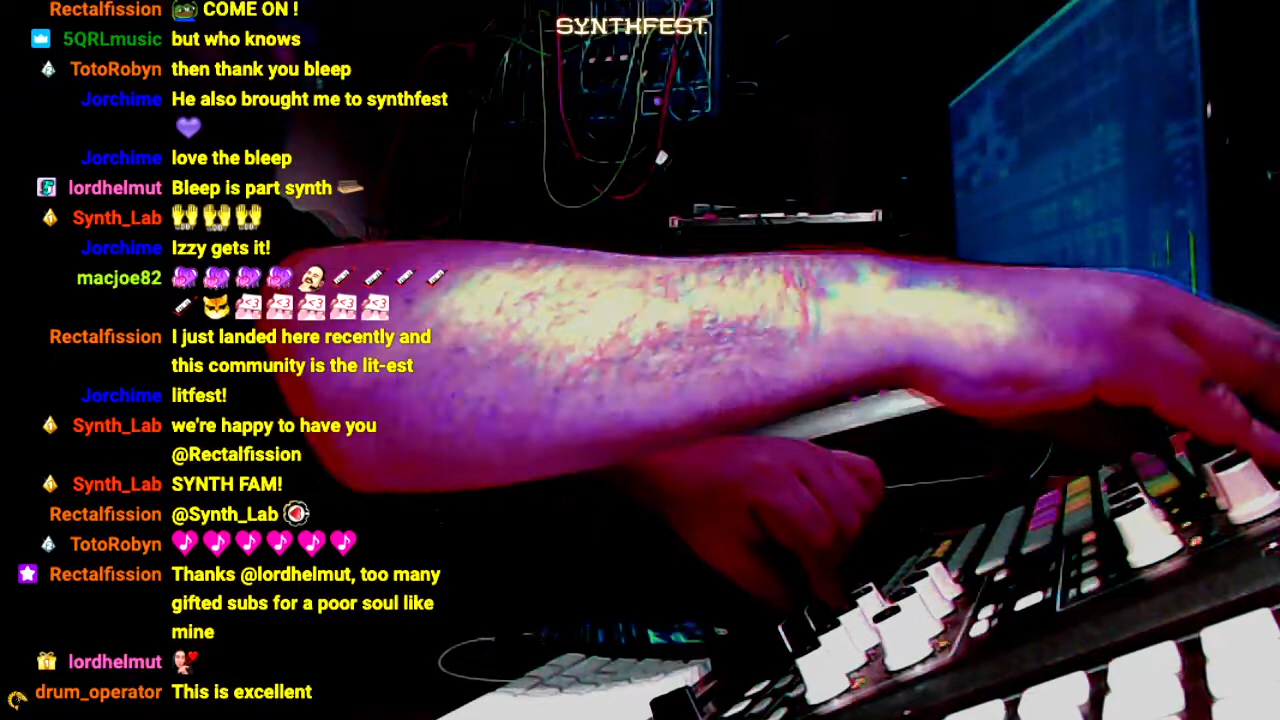 SYNTHFEST
Rectalfission COME ON !
5QRLmusic but who knows
TotoRobyn then thank you bleep
Jorchime He also brought me to synthfest
Jorchime love the bleep
lordhelmut Bleep is part synth
Synth_Lab
Jorchime Izzy gets it!
macjoe82
Rectalfission I just landed here recently and
this community is the lit-est
Jorchime litfest!
Synth_Lab we're happy to have you
@Rectalfission
Synth_Lab SYNTH FAM!
Rectalfission @Synth_Lab
TotoRobyn
Rectalfission Thanks @lordhelmut, too many
gifted subs for a poor soul like
mine
lordhelmut
drum_operator This is excellent